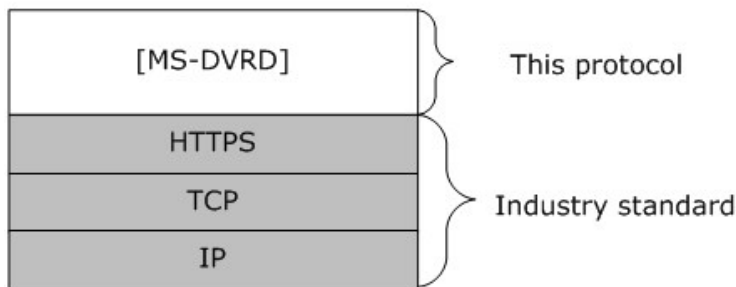 [MS-DVRD]
This protocol
HTTPS
TCP
Industry standard
IP